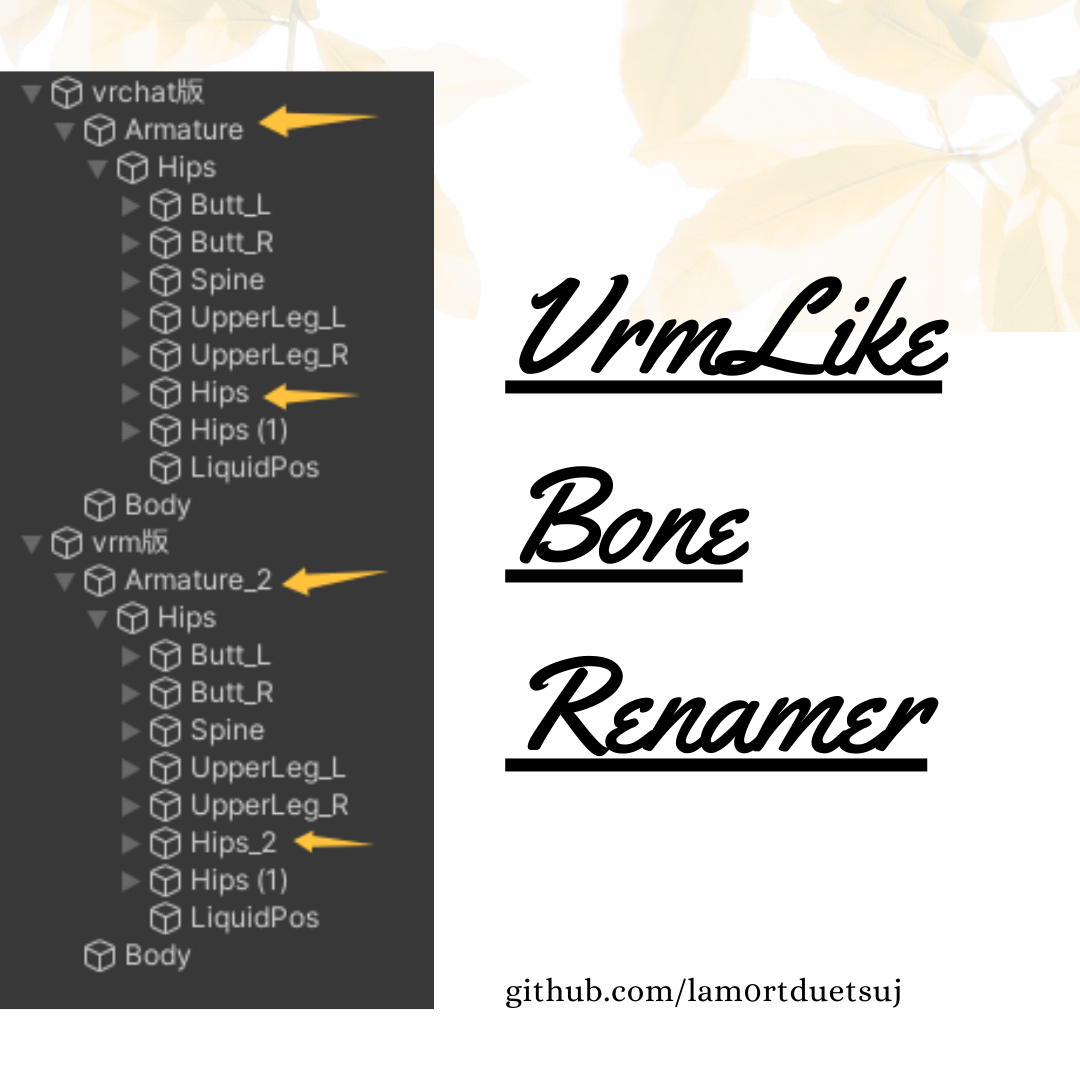 vrchat版
Armature
Hips
Butt_L
Butt_R
Spine
UpperLeg_L
UpperLeg_R
Hips
Hips (1)
LiquidPos
Body
vrm版
Armature_2
Hips
Butt_L
Butt_R
Spine
UpperLeg_L
UpperLeg_R
Hips_2
Hips (1)
LiquidPos
Body
VrmLike
Bone
Renamer
github.com/lam0rtduetsuj